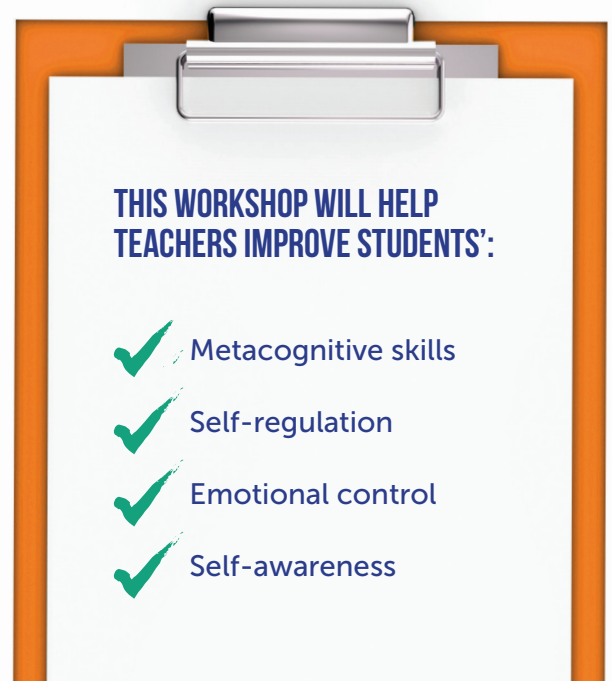 THIS WORKSHOP WILL HELP
TEACHERS IMPROVE STUDENTS’:
Metacognitive skills
Self-regulation
Emotional control
Self-awareness